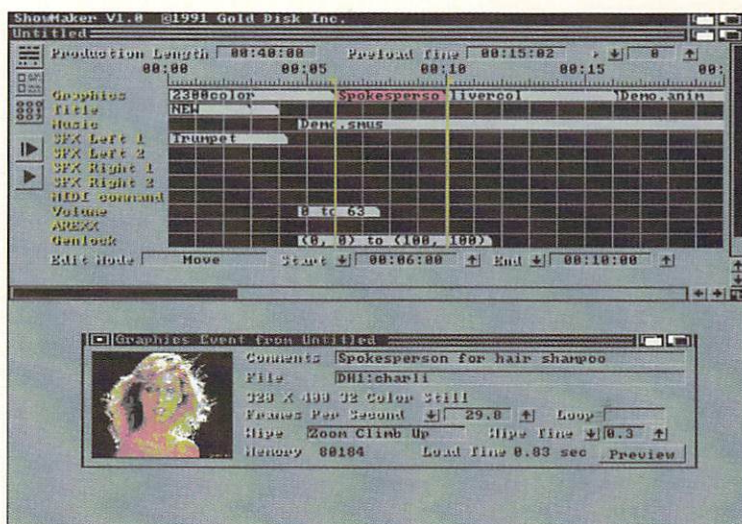 ShowMaker V1.0 ©1991 Gold Disk Inc.
Untitled
Production Length 00:40:00 Preload Time 00:15:02 0
00:00 00:05 00:10 00:15 00:
Graphics 2300color Spokesperso livercol Demo.anim
Title NEW
Music Demo.smus
SFX Left 1 Trumpet
SFX Left 2
SFX Right 1
SFX Right 2
MIDI command
Volume 0 to 63
AREXX
Genlock (0, 0) to (100, 100)
Edit Mode Move Start 00:06:00 End 00:10:00
Graphics Event from Untitled
Comments Spokesperson for hair shampoo
File DH1:charli
320 X 400 32 Color Still
Frames Per Second 29.8 Loop
Wipe Zoom Climb Up Wipe Time 0.3
Memory 80184 Load Time 0.83 sec Preview